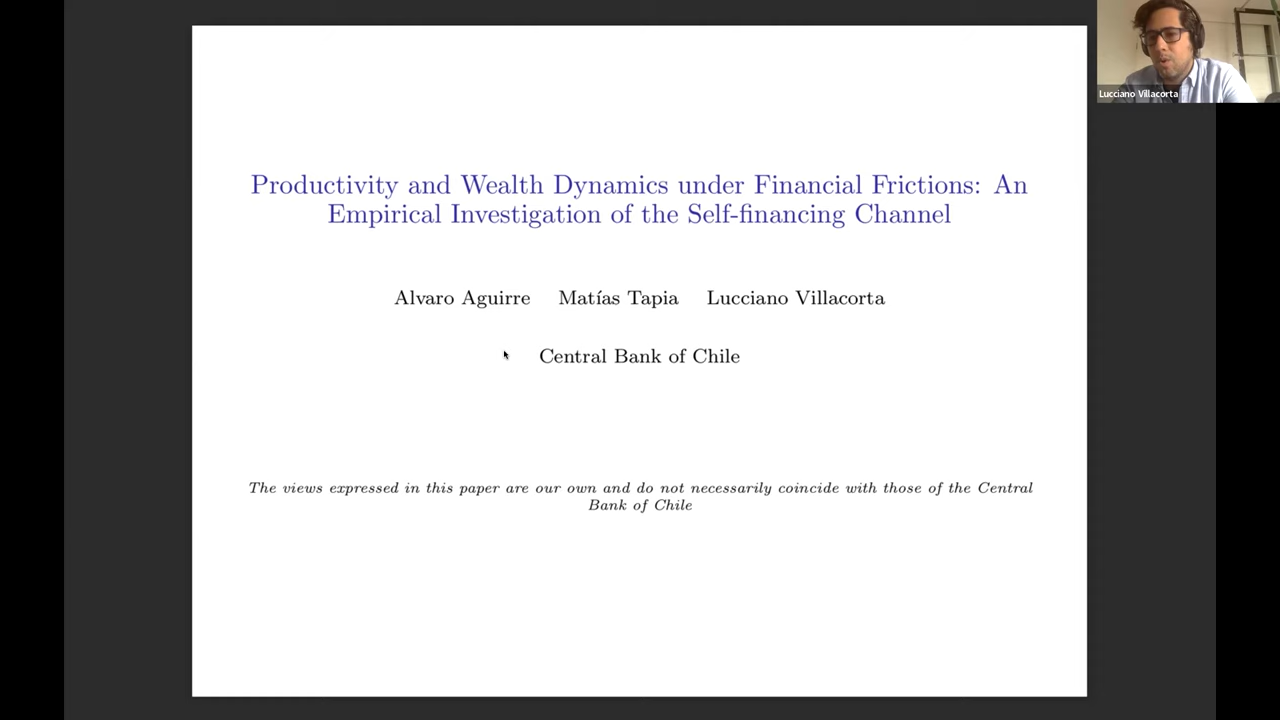 Lucciano Villacorta
Productivity and Wealth Dynamics under Financial Frictions: An
Empirical Investigation of the Self-financing Channel
Alvaro Aguirre Matías Tapia Lucciano Villacorta
Central Bank of Chile
The views expressed in this paper are our own and do not necessarily coincide with those of the Central
Bank of Chile